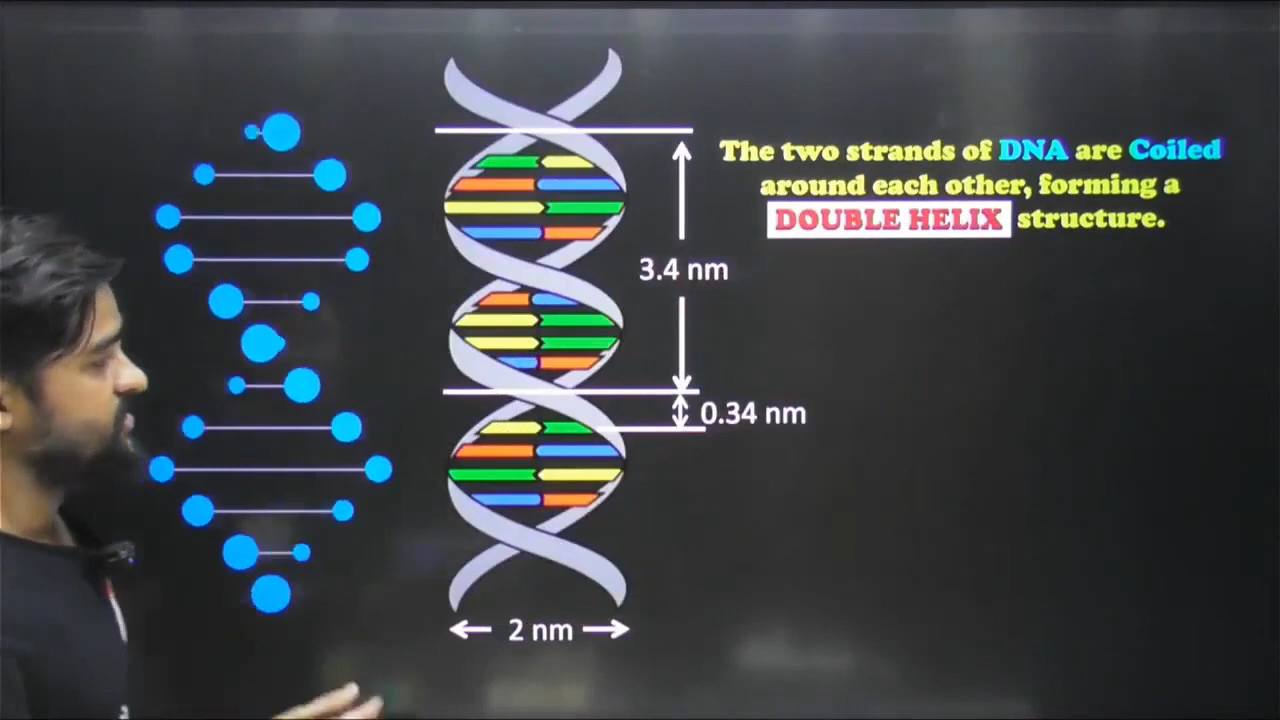 The two strands of DNA are Coiled
around each other, forming a
DOUBLE HELIX structure.
3.4 nm
0.34 nm
2 nm